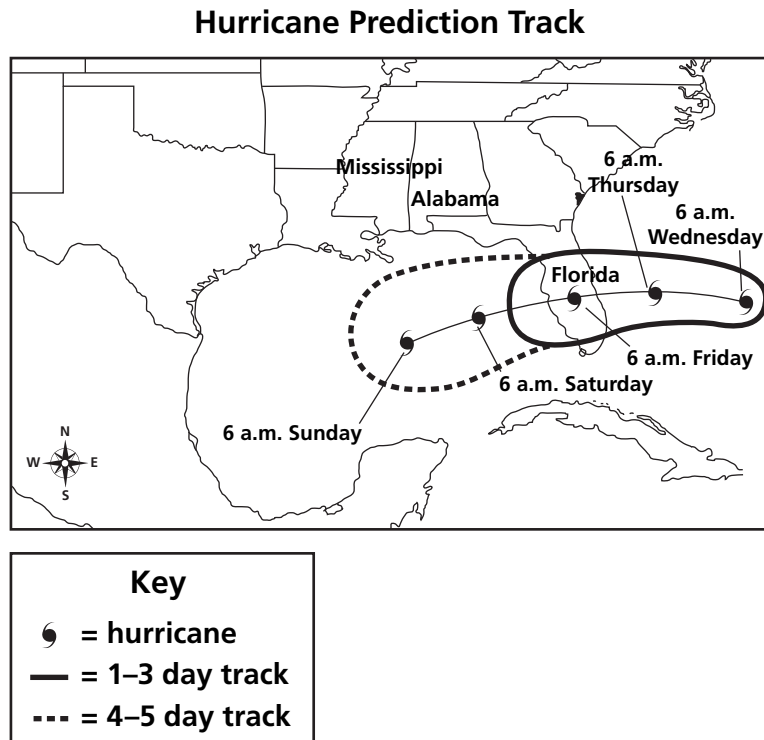 Hurricane Prediction Track
Mississippi
Alabama
6 a.m.
Thursday
6 a.m.
Wednesday
Florida
6 a.m. Friday
6 a.m. Saturday
6 a.m. Sunday
N
W E
S
Key
= hurricane
= 1–3 day track
= 4–5 day track